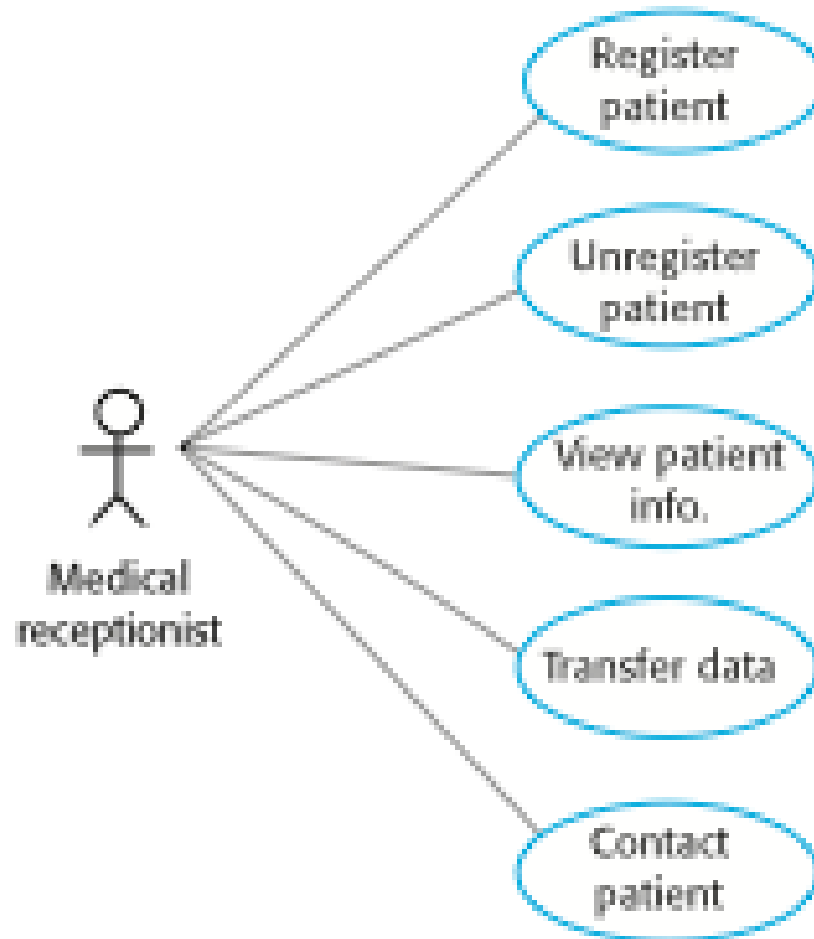 Register
patient
Unregister
patient
View patient
info.
Medical
receptionist
Transfer data
Contact
patient